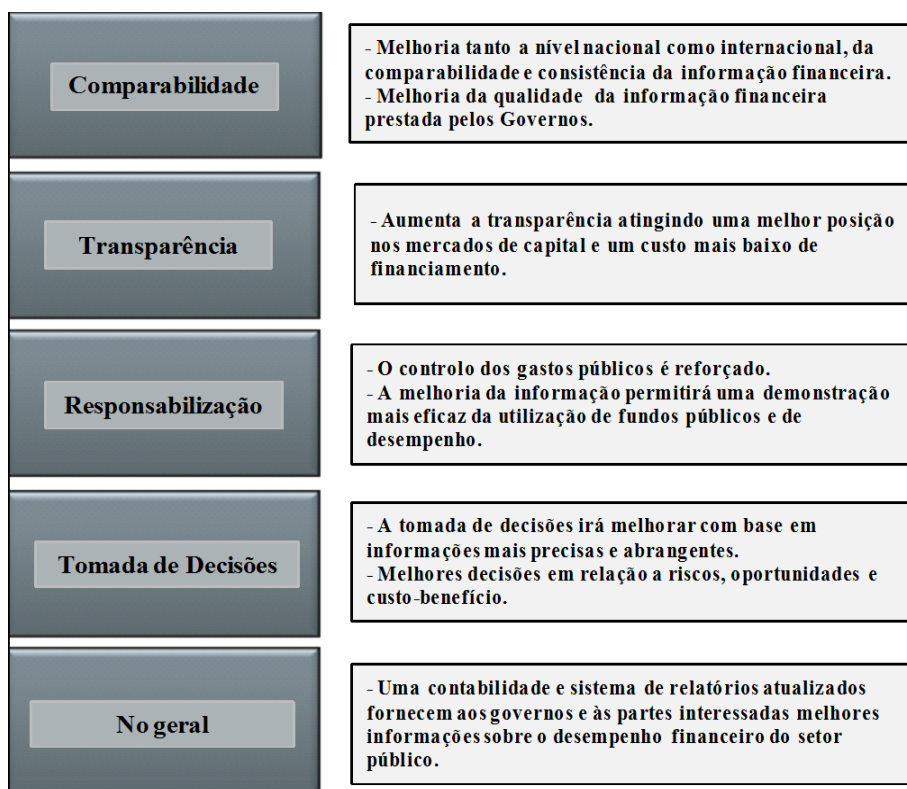 Comparabilidade
- Melhoria tanto a nível nacional como internacional, da
comparabilidade e consistência da informação financeira.
- Melhoria da qualidade da informação financeira
prestada pelos Governos.
Transparência
- Aumenta a transparência atingindo uma melhor posição
nos mercados de capital e um custo mais baixo de
financiamento.
Responsabilização
- O controlo dos gastos públicos é reforçado.
- A melhoria da informação permitirá uma demonstração
mais eficaz da utilização de fundos públicos e de
desempenho.
Tomada de Decisões
- A tomada de decisões irá melhorar com base em
informações mais precisas e abrangentes.
- Melhores decisões em relação a riscos, oportunidades e
custo-benefício.
No geral
- Uma contabilidade e sistema de relatórios atualizados
fornecem aos governos e às partes interessadas melhores
informações sobre o desempenho financeiro do setor
público.